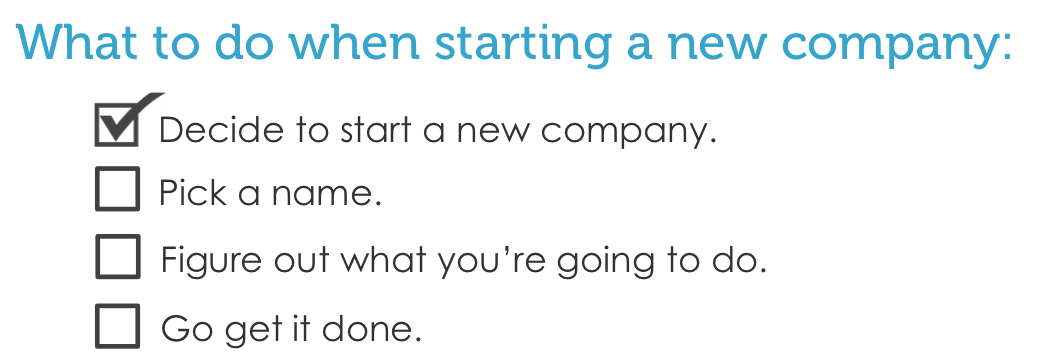 What to do when starting a new company:
Decide to start a new company.
Pick a name.
Figure out what you’re going to do.
Go get it done.